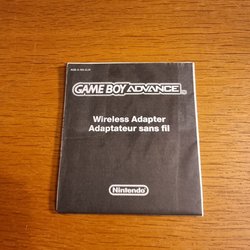 GAME BOY ADVANCE
Wireless Adapter
Adaptateur sans fil
Nintendo